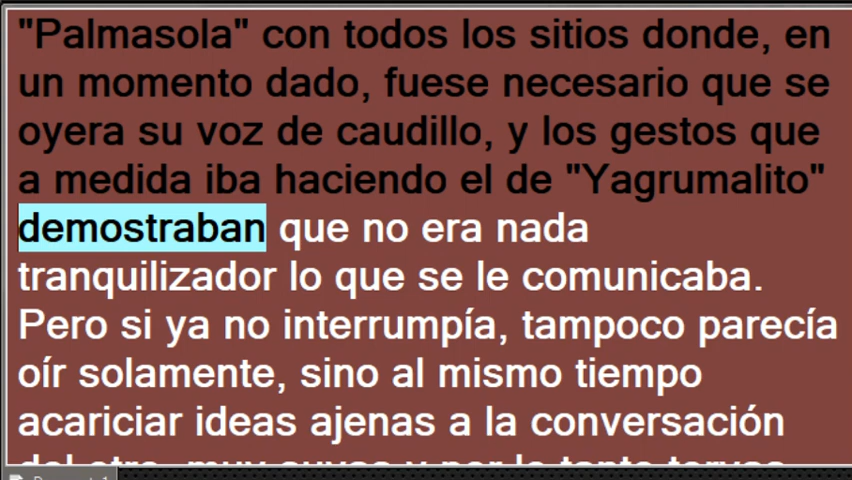 "Palmasola" con todos los sitios donde, en
un momento dado, fuese necesario que se
oyera su voz de caudillo, y los gestos que
a medida iba haciendo el de "Yagrumalito"
demostraban que no era nada
tranquilizador lo que se le comunicaba.
Pero si ya no interrumpía, tampoco parecía
oír solamente, sino al mismo tiempo
acariciar ideas ajenas a la conversación